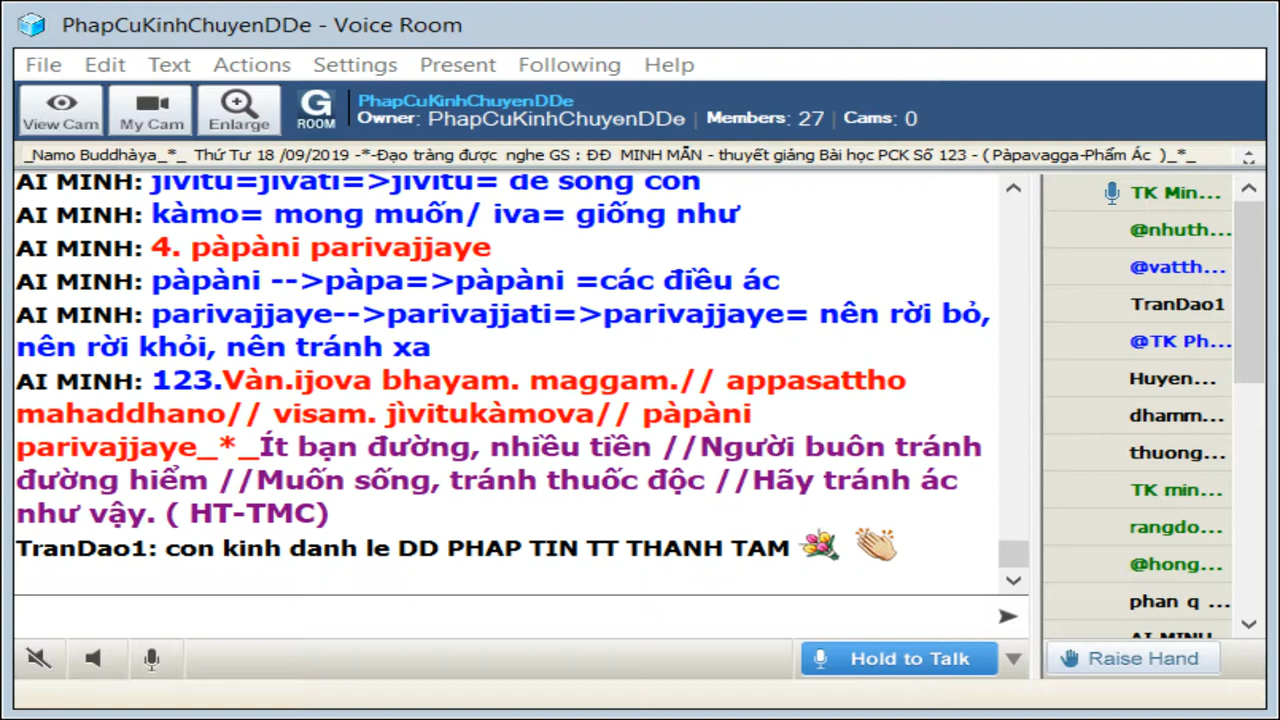 PhapCuKinhChuyenDDe - Voice Room
File Edit Text Actions Settings Present Following Help
View Cam My Cam Enlarge G ROOM
PhapCuKinhChuyenDDe
Owner: PhapCuKinhChuyenDDe | Members: 27 | Cams: 0
_Namo Buddhàya_*_ Thứ Tư 18 /09/2019 -*-Đạo tràng được nghe GS : ĐĐ MINH MẪN - thuyết giảng Bài học PCK Số 123 - ( Pàpavagga-Phẩm Ác )_*_
AI MINH: jìvitu=jìvati=>jìvitu= để sống còn
AI MINH: kàmo= mong muốn/ iva= giống như
AI MINH: 4. pàpàni parivajjaye
AI MINH: pàpàni -->pàpa=>pàpàni =các điều ác
AI MINH: parivajjaye-->parivajjati=>parivajjaye= nên rời bỏ,
nên rời khỏi, nên tránh xa
AI MINH: 123.Vàn.ijova bhayam. maggam.// appasattho
mahaddhano// visam. jìvitukàmova// pàpàni
parivajjaye_*_Ít bạn đường, nhiều tiền //Người buôn tránh
đường hiểm //Muốn sống, tránh thuốc độc //Hãy tránh ác
như vậy. ( HT-TMC)
TranDao1: con kinh danh le DD PHAP TIN TT THANH TAM
TK Min...
@nhuth...
@vatth...
TranDao1
@TK Ph...
Huyen...
dhamm...
thuong...
TK min...
rangdo...
@hong...
phan q ...
AI MINH
Hold to Talk
Raise Hand